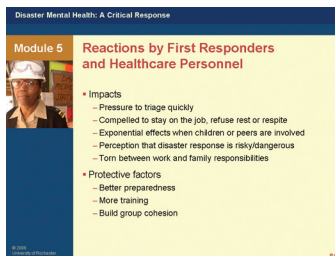 Disaster Mental Health: A Critical Response
Module 5
Reactions by First Responders
and Healthcare Personnel
▪ Impacts
– Pressure to triage quickly
– Compelled to stay on the job, refuse rest or respite
– Exponential effects when children or peers are involved
– Perception that disaster response is risky/dangerous
– Torn between work and family responsibilities
▪ Protective factors
– Better preparedness
– More training
– Build group cohesion
University of Rochester